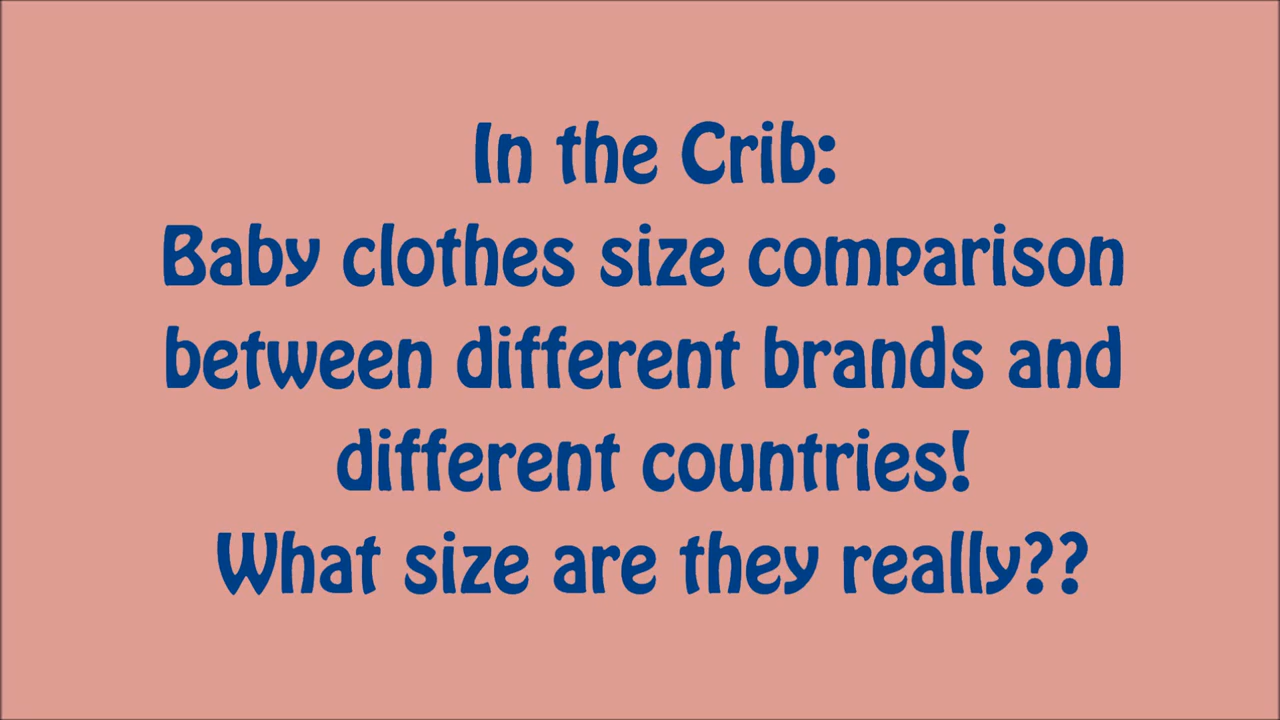 In the Crib:
Baby clothes size comparison
between different brands and
different countries!
What size are they really??